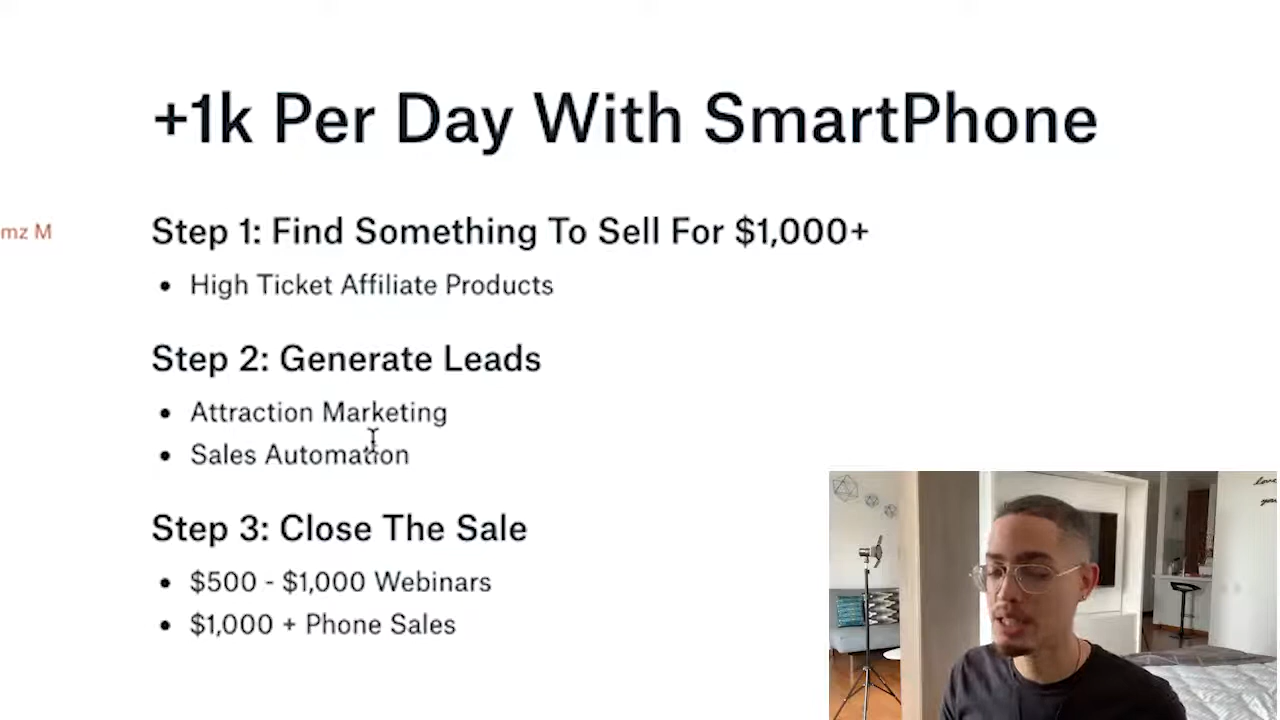 +1k Per Day With SmartPhone
mz M
Step 1: Find Something To Sell For $1,000+
• High Ticket Affiliate Products
Step 2: Generate Leads
• Attraction Marketing
• Sales Automation
Step 3: Close The Sale
• $500 - $1,000 Webinars
• $1,000 + Phone Sales